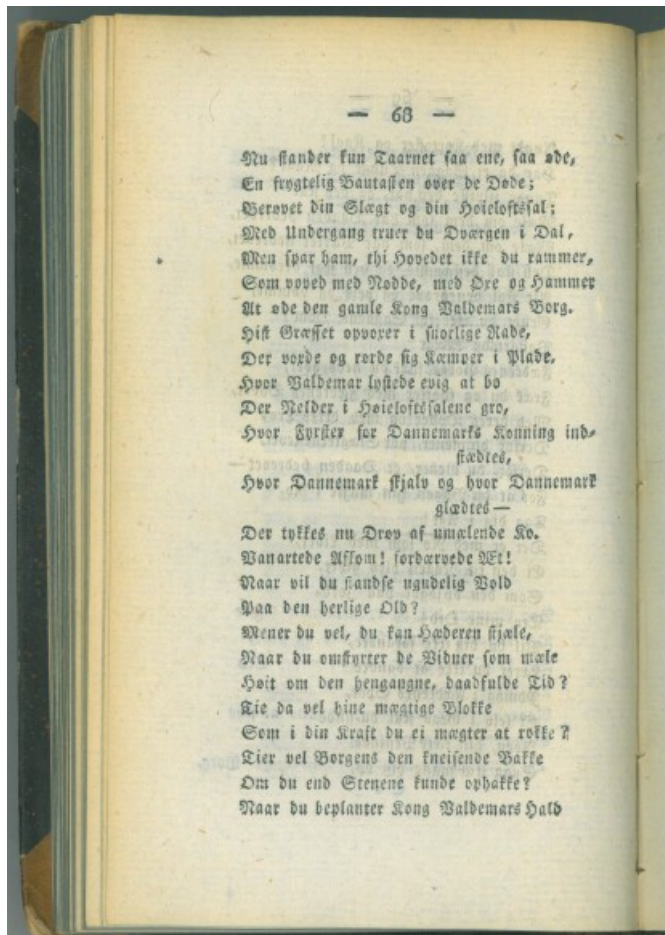 — 68 —
Nu stander kun Taarnet saa ene, saa øde,
En frygtelig Bautasten over de Døde;
Berøvet din Slægt og din Høieloftssal;
Med Undergang truer du Dværgen i Dal,
Men spar ham, thi Hovedet ikke du rammer,
Som voved med Nødde, med Øxe og Hammer
At øde den gamle Kong Valdemars Borg.
Hist Græsset opvoxer i snorlige Rade,
Der voxde og rørde sig Kæmper i Plade.
Hvor Valdemar lystede evig at bo
Der Nelder i Høieloftssalene gro,
Hvor Fyrster for Dannemarks Konning ind-
stædtes,
Hvor Dannemark skjalv og hvor Dannemark
glædtes —
Der tykkes nu Drøv af umælende Ko.
Vanartede Afkom! fordærvede Æt!
Naar vil du standse ugudelig Vold
Paa den herlige Old?
Mener du vel, du kan Hæderen stjæle,
Naar du omstyrter de Vidner som mæle
Høit om den hengangne, daadfulde Tid?
Tie da vel hine mægtige Blokke
Som i din Kraft du ei mægter at rokke?
Tier vel Borgens den kneisende Bakke
Om du end Stenene kunde ophakke?
Naar du beplanter Kong Valdemars Hald